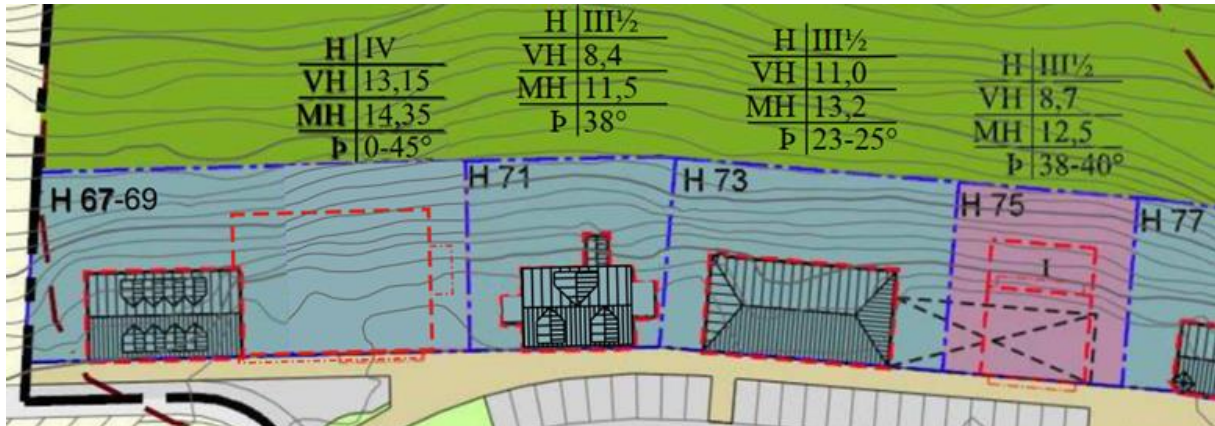 H IV
VH 13,15
MH 14,35
Þ 0-45°
H III½
VH 8,4
MH 11,5
Þ 38°
H III½
VH 11,0
MH 13,2
Þ 23-25°
H III½
VH 8,7
MH 12,5
Þ 38-40°
H 67-69
H 71
H 73
H 75
H 77
I